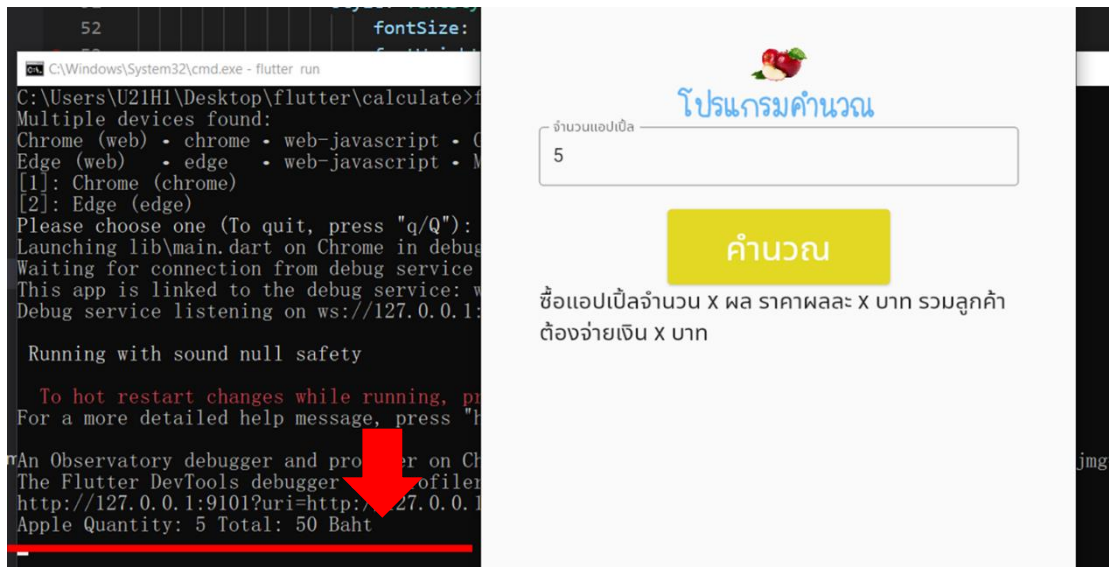 52
fontSize:
C:\Windows\System32\cmd.exe - flutter run
C:\Users\U21H1\Desktop\flutter\calculate>f
Multiple devices found:
Chrome (web) • chrome • web-javascript •
Edge (web) • edge • web-javascript •
[1]: Chrome (chrome)
[2]: Edge (edge)
Please choose one (To quit, press "q/Q"):
Launching lib\main.dart on Chrome in debug
Waiting for connection from debug service
This app is linked to the debug service:
Debug service listening on ws://127.0.0.1:
Running with sound null safety
To hot restart changes while running,
For a more detailed help message, press "h
An Observatory debugger and on
The Flutter DevTools debugger
http://127.0.0.1:9101?uri=http://127.0.0.1
Apple Quantity: 5 Total: 50 Baht
jmg
โปรแกรมคำนวณ
จำนวนแอปเปิ้ล
5
คำนวณ
ซื้อแอปเปิ้ลจำนวน X ผล ราคาผลละ X บาท รวมลูกค้า
ต้องจ่ายเงิน X บาท